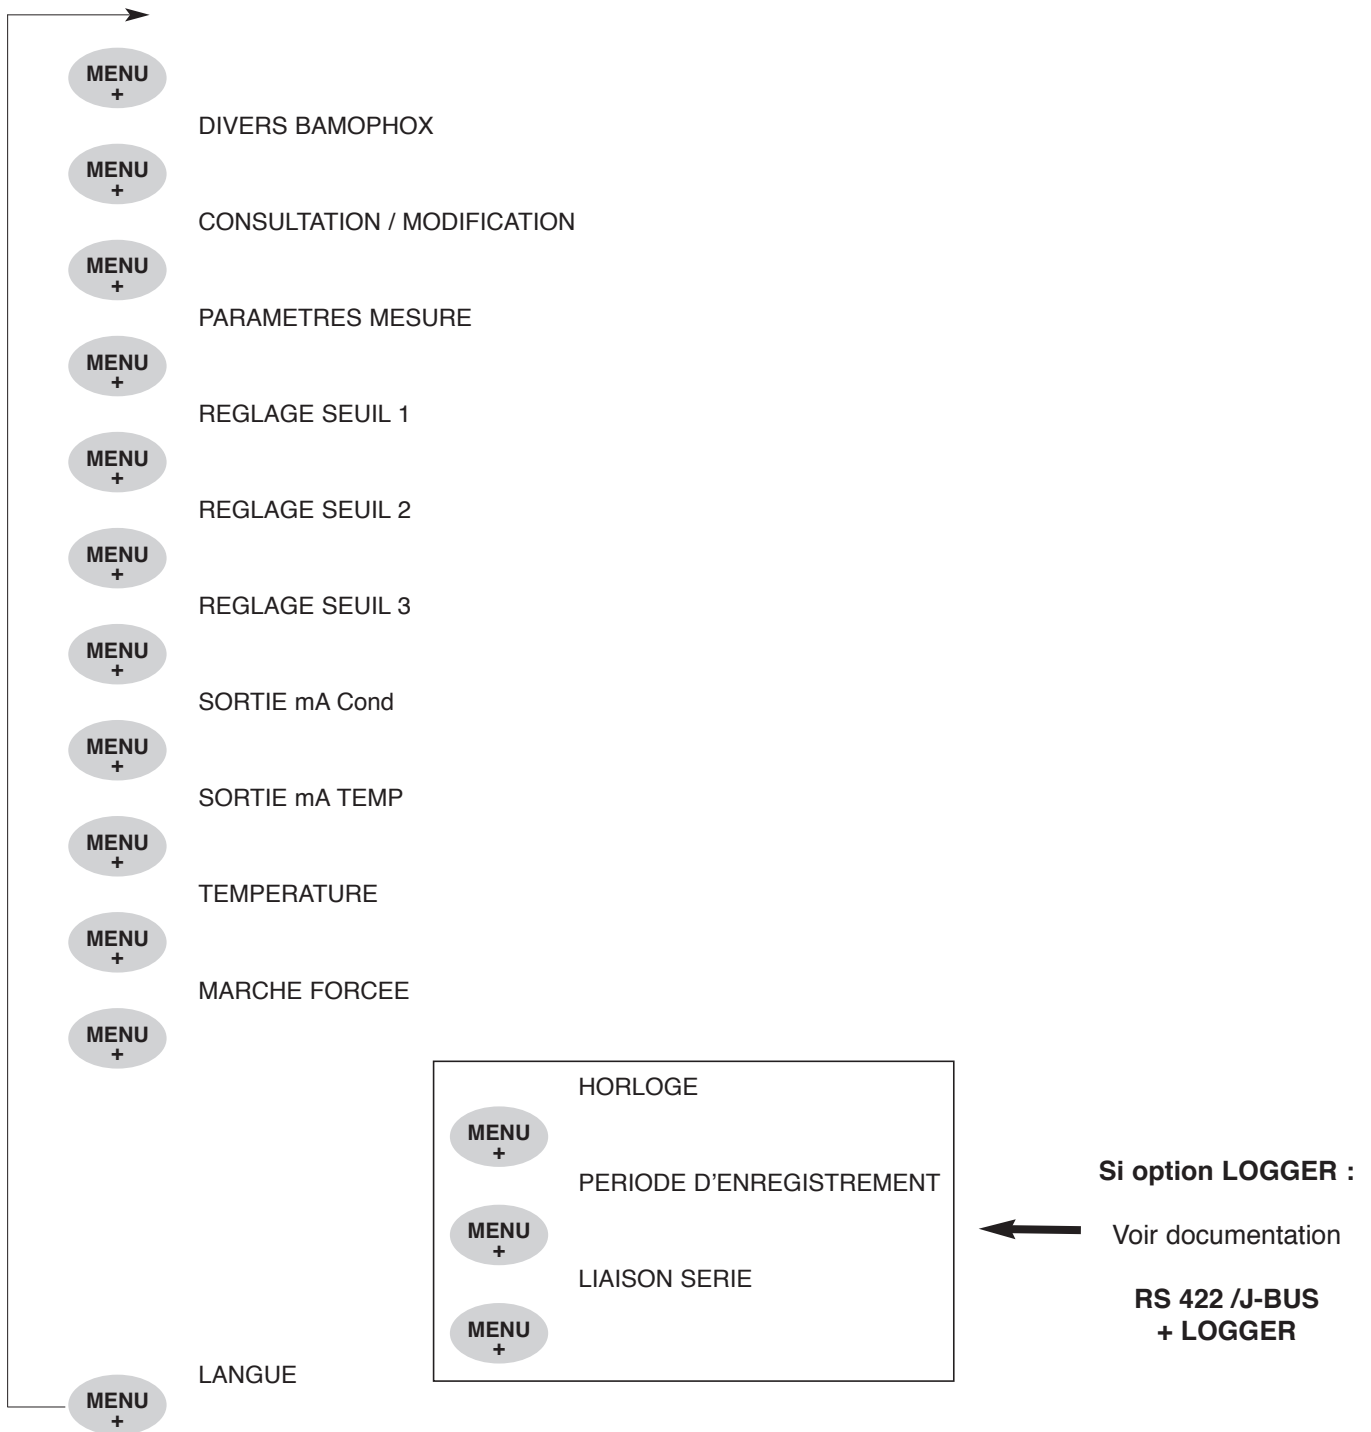 MENU
+
DIVERS BAMOPHOX
MENU
+
CONSULTATION / MODIFICATION
MENU
+
PARAMETRES MESURE
MENU
+
REGLAGE SEUIL 1
MENU
+
REGLAGE SEUIL 2
MENU
+
REGLAGE SEUIL 3
MENU
+
SORTIE mA Cond
MENU
+
SORTIE mA TEMP
MENU
+
TEMPERATURE
MENU
+
MARCHE FORCEE
MENU
+
HORLOGE
MENU
+
PERIODE D'ENREGISTREMENT
MENU
+
LIAISON SERIE
MENU
+
Si option LOGGER :
Voir documentation
RS 422 /J-BUS
+ LOGGER
LANGUE
MENU
+